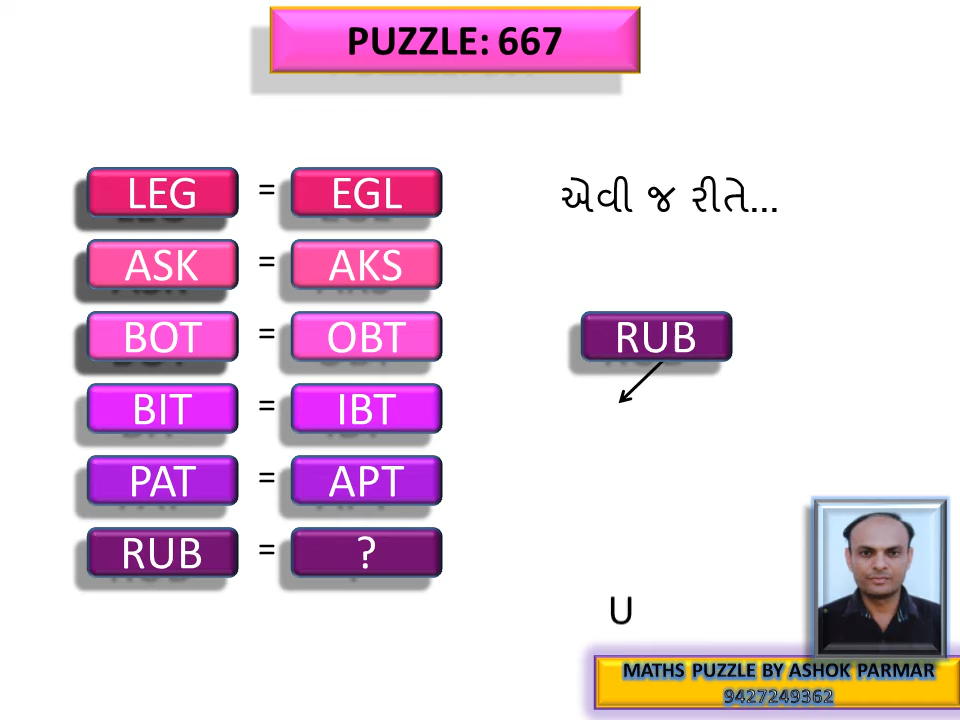 PUZZLE: 667
LEG = EGL
ASK = AKS
BOT = OBT
BIT = IBT
PAT = APT
RUB = ?
એવી જ રીતે...
RUB
U
MATHS PUZZLE BY ASHOK PARMAR
9427249362